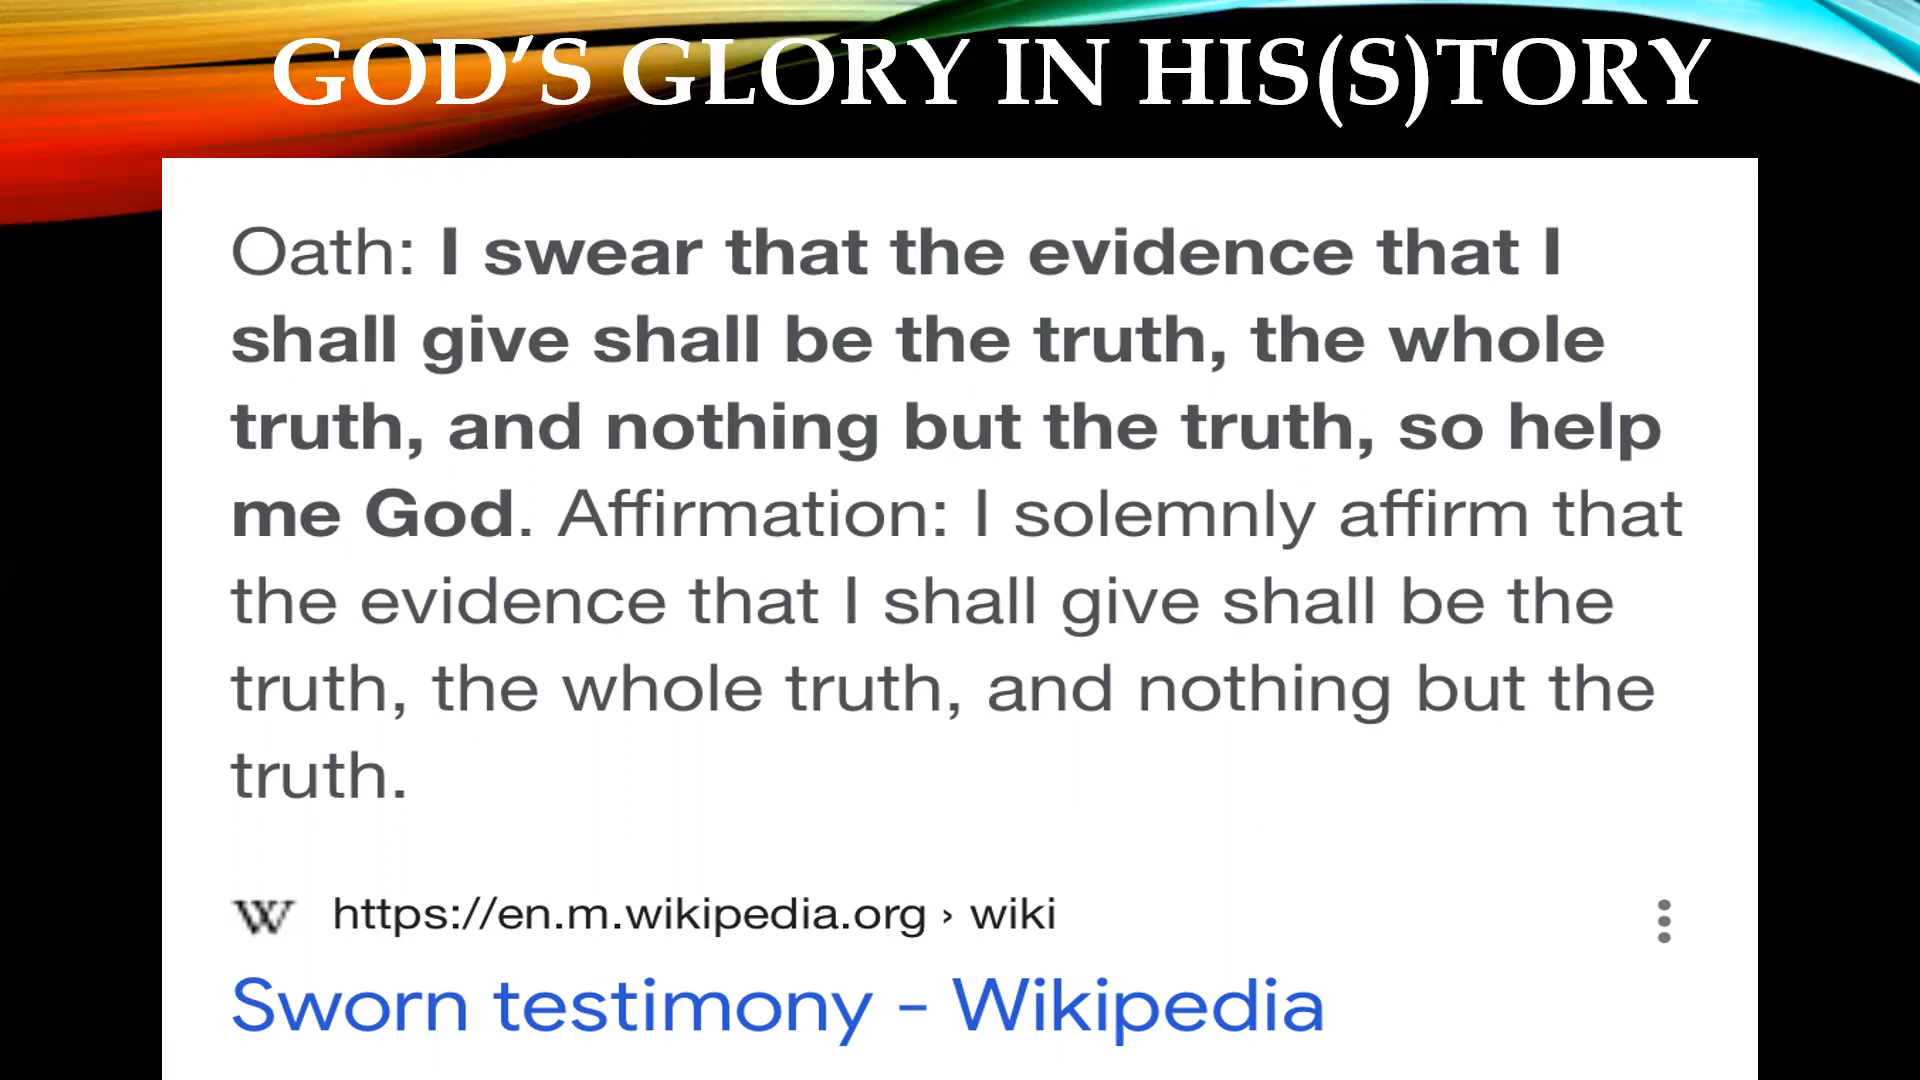 GOD’S GLORY IN HIS(S)TORY
Oath: I swear that the evidence that I
shall give shall be the truth, the whole
truth, and nothing but the truth, so help
me God. Affirmation: I solemnly affirm that
the evidence that I shall give shall be the
truth, the whole truth, and nothing but the
truth.
W https://en.m.wikipedia.org › wiki
Sworn testimony - Wikipedia